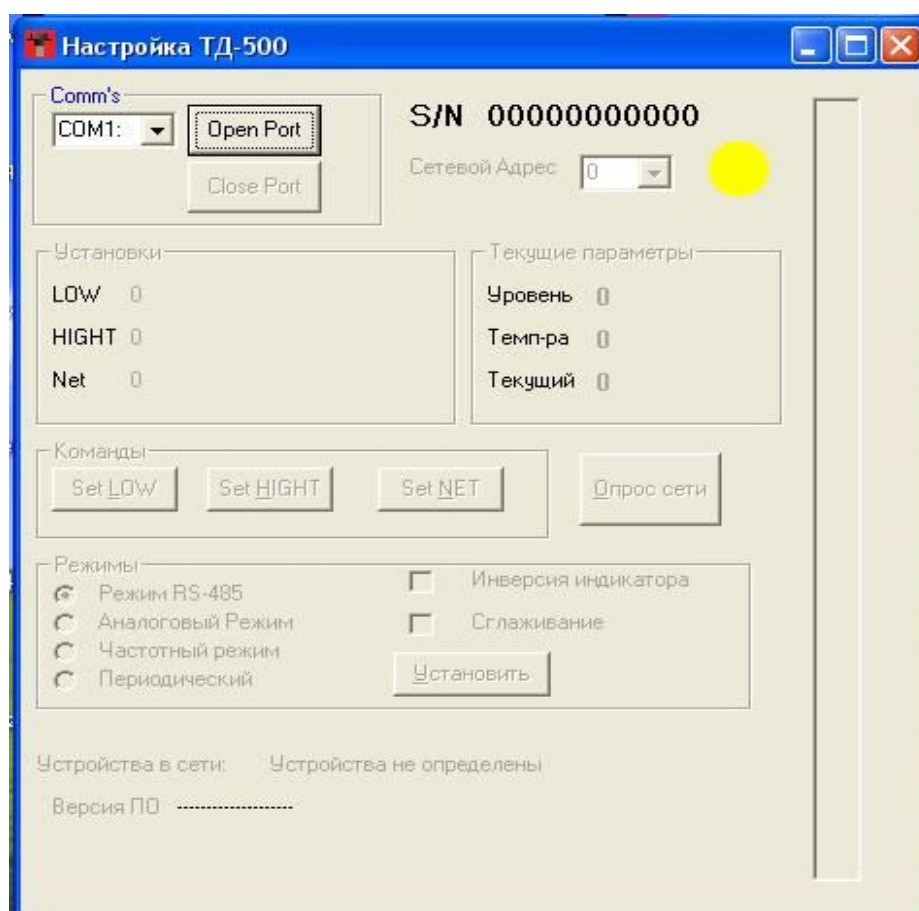 Настройка ТД-500
Comm's
COM1:
Open Port
Close Port
S/N 00000000000
Сетевой Адрес 0
Установки
LOW 0
HIGHT 0
Net 0
Текущие параметры
Уровень 0
Темп-ра 0
Текущий 0
Команды
Set LOW Set HIGHT Set NET
Опрос сети
Режимы
Режим RS-485
Аналоговый Режим
Частотный режим
Периодический
Инверсия индикатора
Сглаживание
Установить
Устройства в сети: Устройства не определены
Версия ПО -------------------